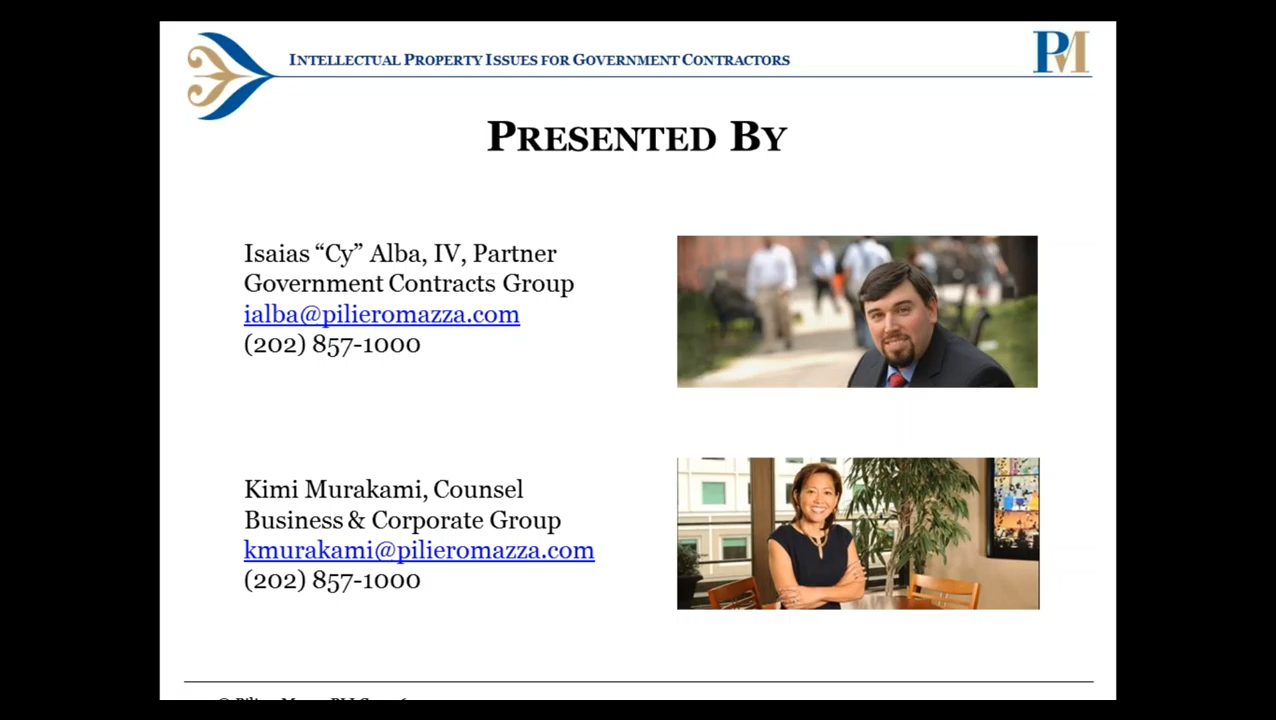 INTELLECTUAL PROPERTY ISSUES FOR GOVERNMENT CONTRACTORS
PM
PRESENTED BY
Isaias “Cy” Alba, IV, Partner
Government Contracts Group
ialba@pilieromazza.com
(202) 857-1000
Kimi Murakami, Counsel
Business & Corporate Group
kmurakami@pilieromazza.com
(202) 857-1000